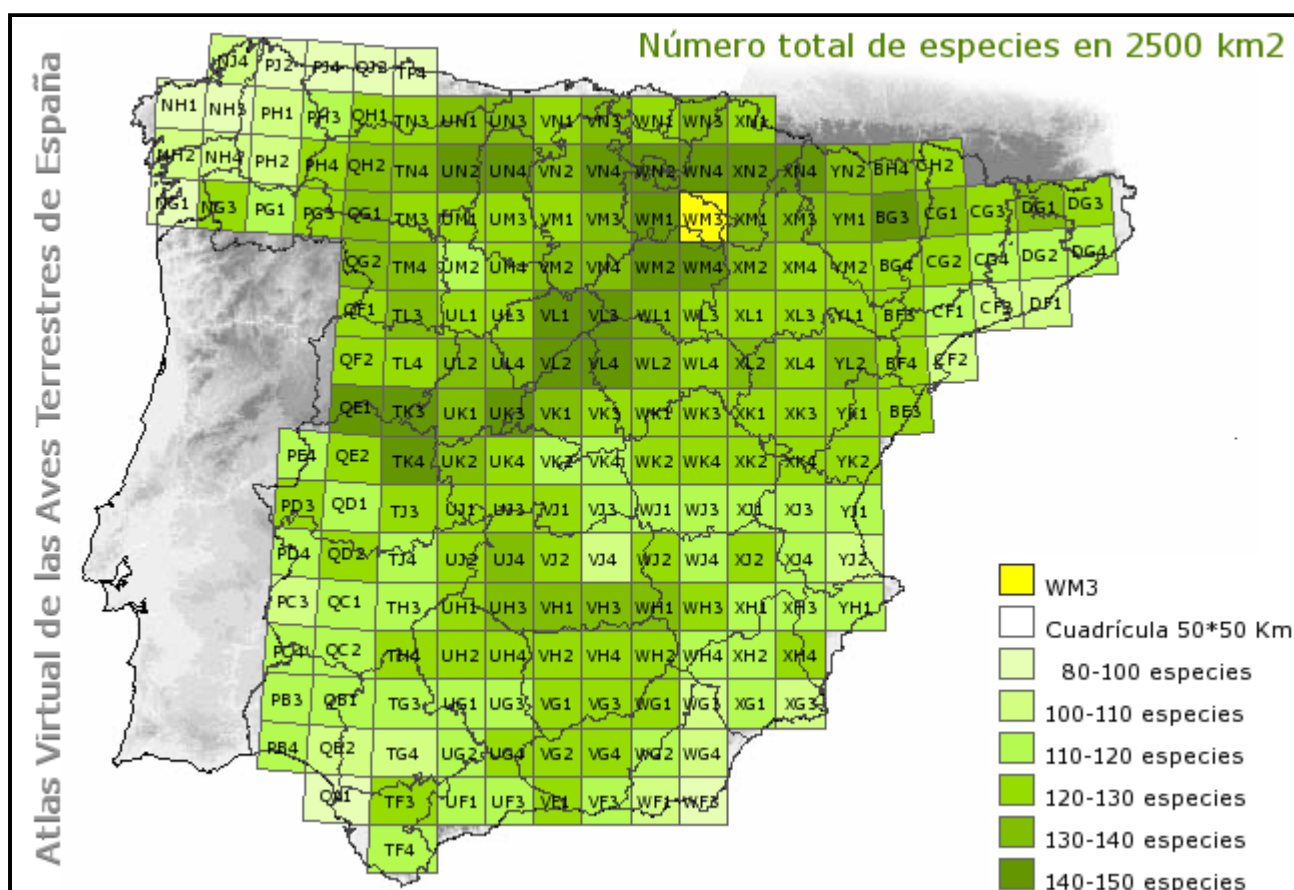 Número total de especies en 2500 km2
Atlas Virtual de las Aves Terrestres de España
NJ4 PJ2 PJ4 QJ2 TP4
NH1 NH3 PH1 PH3 QH1 TN3 UN1 UN3 VN1 VN3 WN1 WN3 XN1
NH2 NH4 PH2 PH4 QH2 TN4 UN2 UN4 VN2 VN4 WN2 WN4 XN2 XN4 YN2 BH4 CH2
NG1 NG3 PG1 PG3 QG1 TM3 UM1 UM3 VM1 VM3 WM1 WM3 XM1 XM3 YM1 BG3 CG1 CG3 DG1 DG3
QG2 TM4 UM2 UM4 VM2 VN4 WM2 WM4 XM2 XM4 YM2 BG4 CG2 CG4 DG2 DG4
QF1 TL3 UL1 UL3 VL1 VL3 WL1 WL3 XL1 XL3 YL1 BF3 CF1 CF3 DF1
QF2 TL4 UL2 UL4 VL2 VL4 WL2 WL4 XL2 XL4 YL2 BF4 CF2
QE1 TK3 UK1 UK3 VK1 VK3 WK1 WK3 XK1 XK3 YK1 BE3
PE4 QE2 TK4 UK2 UK4 VK2 VK4 WK2 WK4 XK2 XK4 YK2
PD3 QD1 TJ3 UJ1 UJ3 VJ1 VJ3 WJ1 WJ3 XJ1 XJ3 YJ1
PD4 QD2 TJ4 UJ2 UJ4 VJ2 VJ4 WJ2 WJ4 XJ2 XJ4 YJ2
PC3 QC1 TH3 UH1 UH3 VH1 VH3 WH1 WH3 XH1 XH3 YH1
PC4 QC2 TH4 UH2 UH4 VH2 VH4 WH2 WH4 XH2 XH4
PB3 QB1 TG3 UG1 UG3 VG1 VG3 WG1 WG3 XG1 XG3
PB4 QB2 TG4 UG2 UG4 VG2 VG4 WG2 WG4
TF3 UF1 UF3 VF1 VF3 WF1 WF3
TF4
WM3
Cuadrícula 50*50 Km
80-100 especies
100-110 especies
110-120 especies
120-130 especies
130-140 especies
140-150 especies